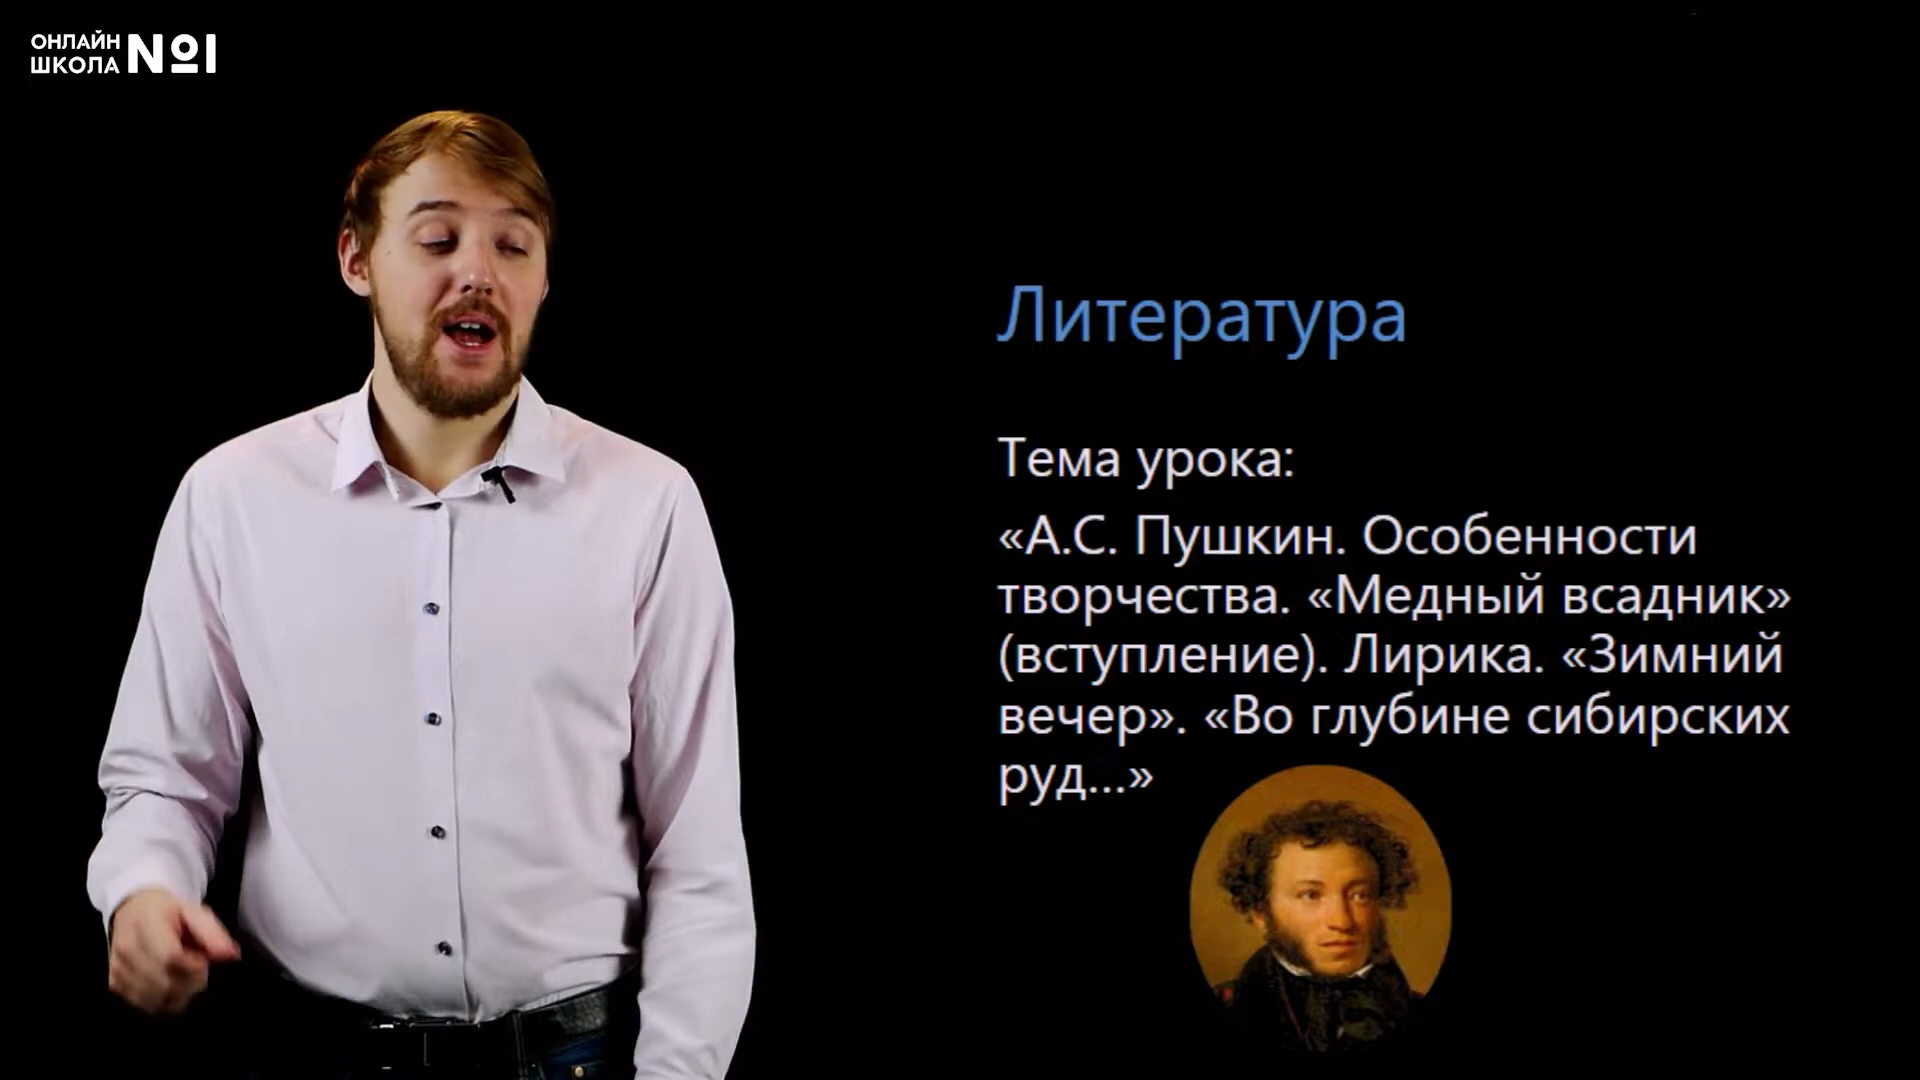 ОНЛАЙН
ШКОЛА №1
Литература
Тема урока:
«А.С. Пушкин. Особенности
творчества. «Медный всадник»
(вступление). Лирика. «Зимний
вечер». «Во глубине сибирских
руд...»